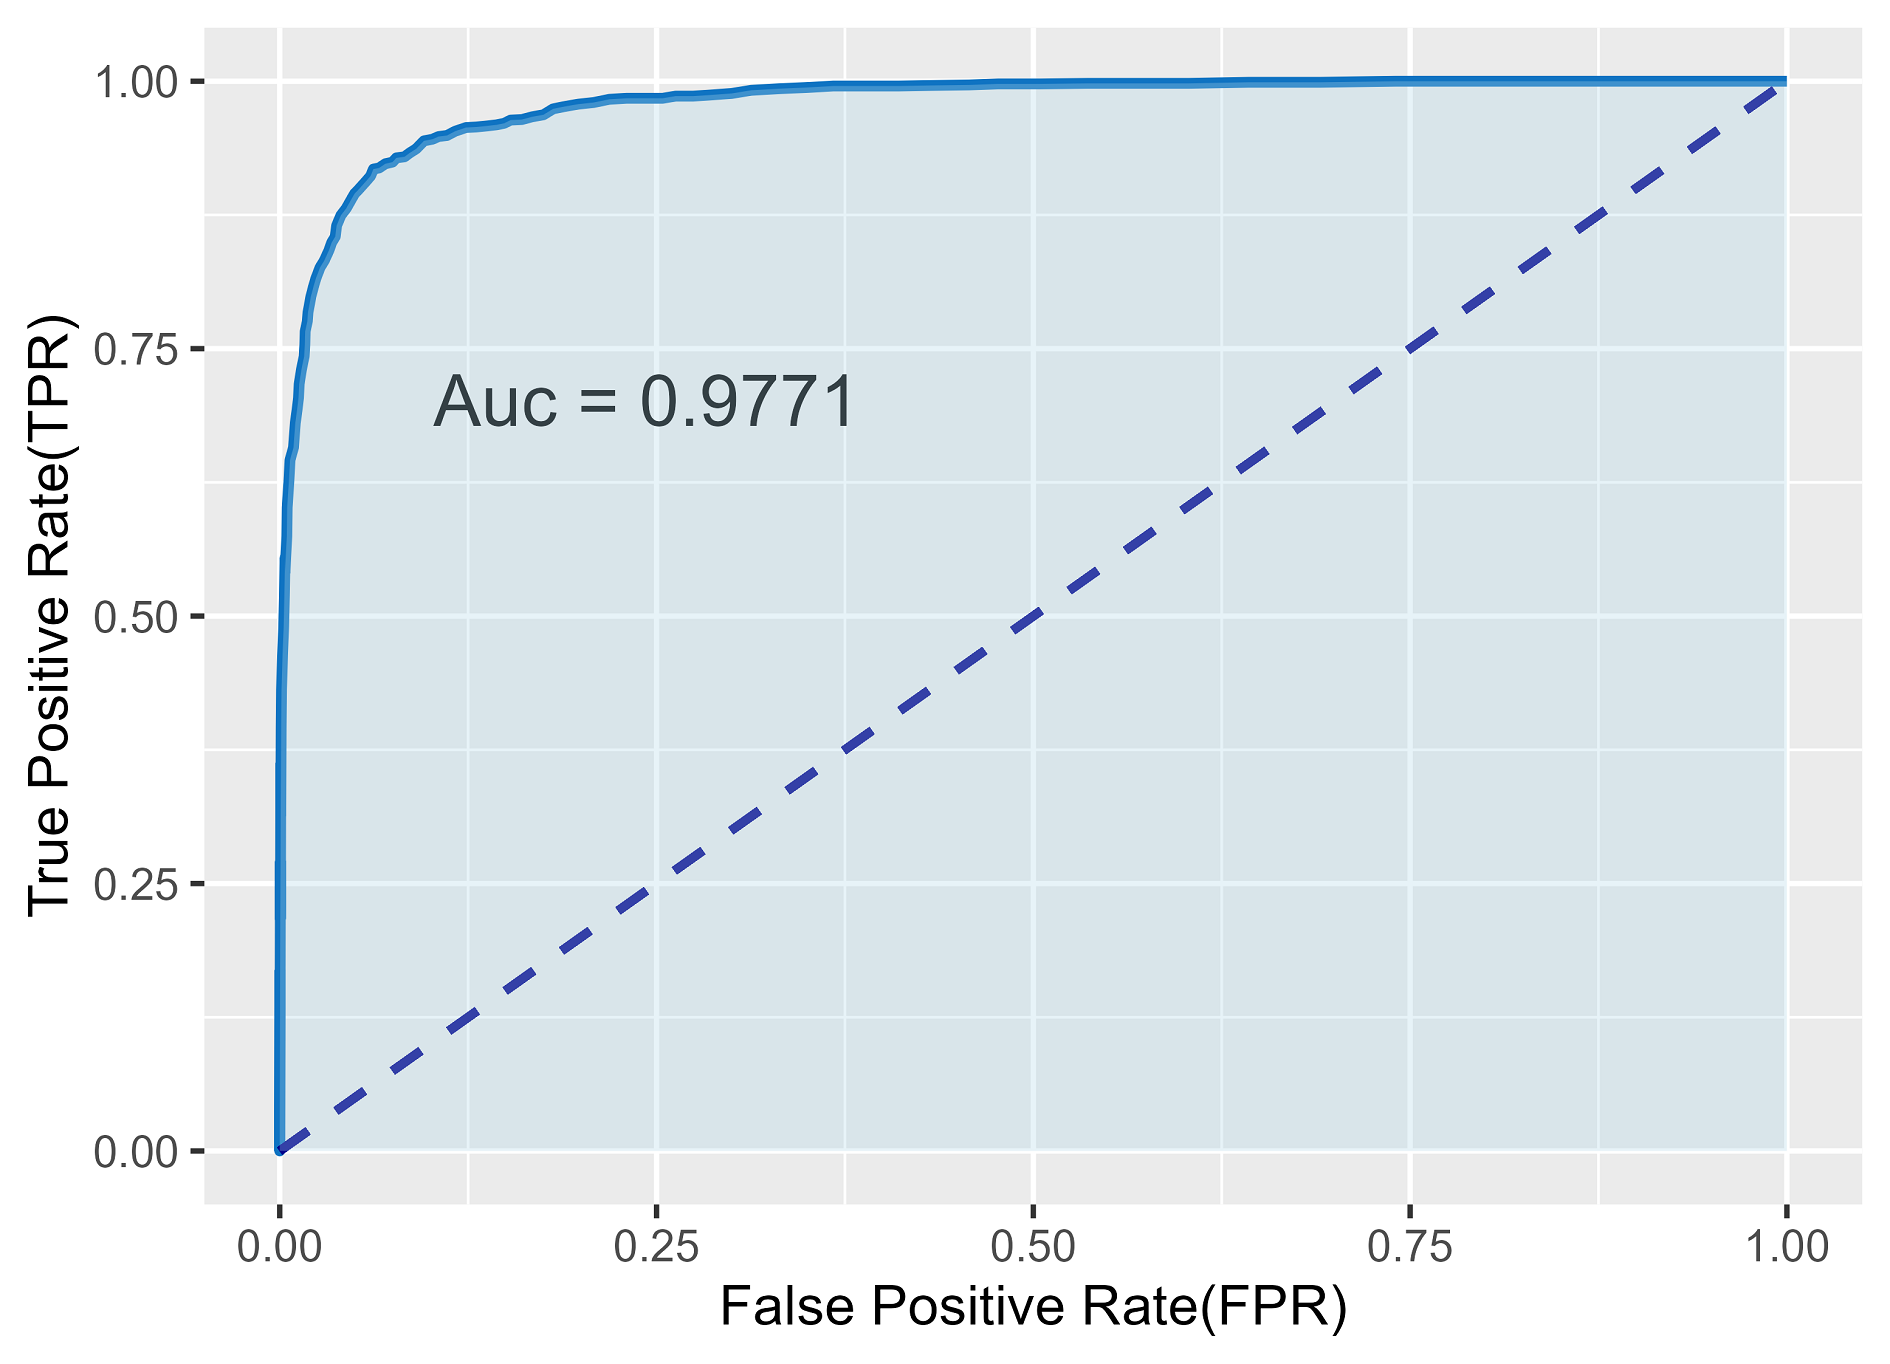 1.00
0.75
0.50
0.25
0.00
True Positive Rate(TPR)
Auc = 0.9771
0.00 0.25 0.50 0.75 1.00
False Positive Rate(FPR)